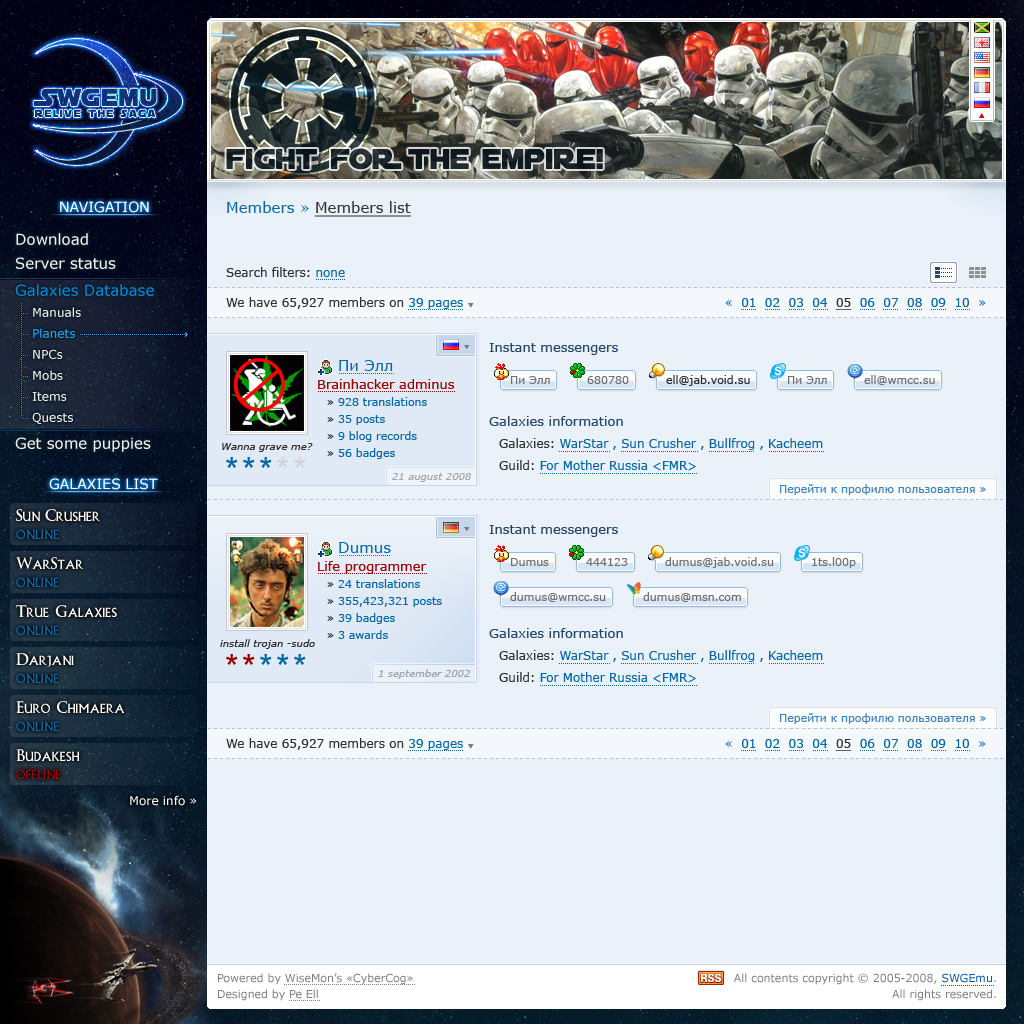 SWGEMU
RELIVE THE SAGA
FIGHT FOR THE EMPIRE!
NAVIGATION
Download
Server status
Galaxies Database
Manuals
Planets
NPCs
Mobs
Items
Quests
Get some puppies
GALAXIES LIST
Sun Crusher
ONLINE
WarStar
ONLINE
True Galaxies
ONLINE
Darjani
ONLINE
Euro Chimaera
ONLINE
Budakesh
OFFLINE
More info »
Members » Members list
Search filters: none
We have 65,927 members on 39 pages
« 01 02 03 04 05 06 07 08 09 10 »
Пи Элл
Brainhacker adminus
» 928 translations
» 35 posts
» 9 blog records
» 56 badges
Wanna grave me?
21 august 2008
Instant messengers
Пи Элл 680780 ell@jab.void.su Пи Элл ell@wmcc.su
Galaxies information
Galaxies: WarStar , Sun Crusher , Bullfrog , Kacheem
Guild: For Mother Russia <FMR>
Перейти к профилю пользователя »
Dumus
Life programmer
» 24 translations
» 355,423,321 posts
» 39 badges
» 3 awards
install trojan -sudo
1 september 2002
Instant messengers
Dumus 444123 dumus@jab.void.su 1ts.l00p
dumus@wmcc.su dumus@msn.com
Galaxies information
Galaxies: WarStar , Sun Crusher , Bullfrog , Kacheem
Guild: For Mother Russia <FMR>
Перейти к профилю пользователя »
We have 65,927 members on 39 pages
« 01 02 03 04 05 06 07 08 09 10 »
Powered by WiseMon's «CyberCog»
Designed by Pe Ell
RSS All contents copyright © 2005-2008, SWGEmu.
All rights reserved.